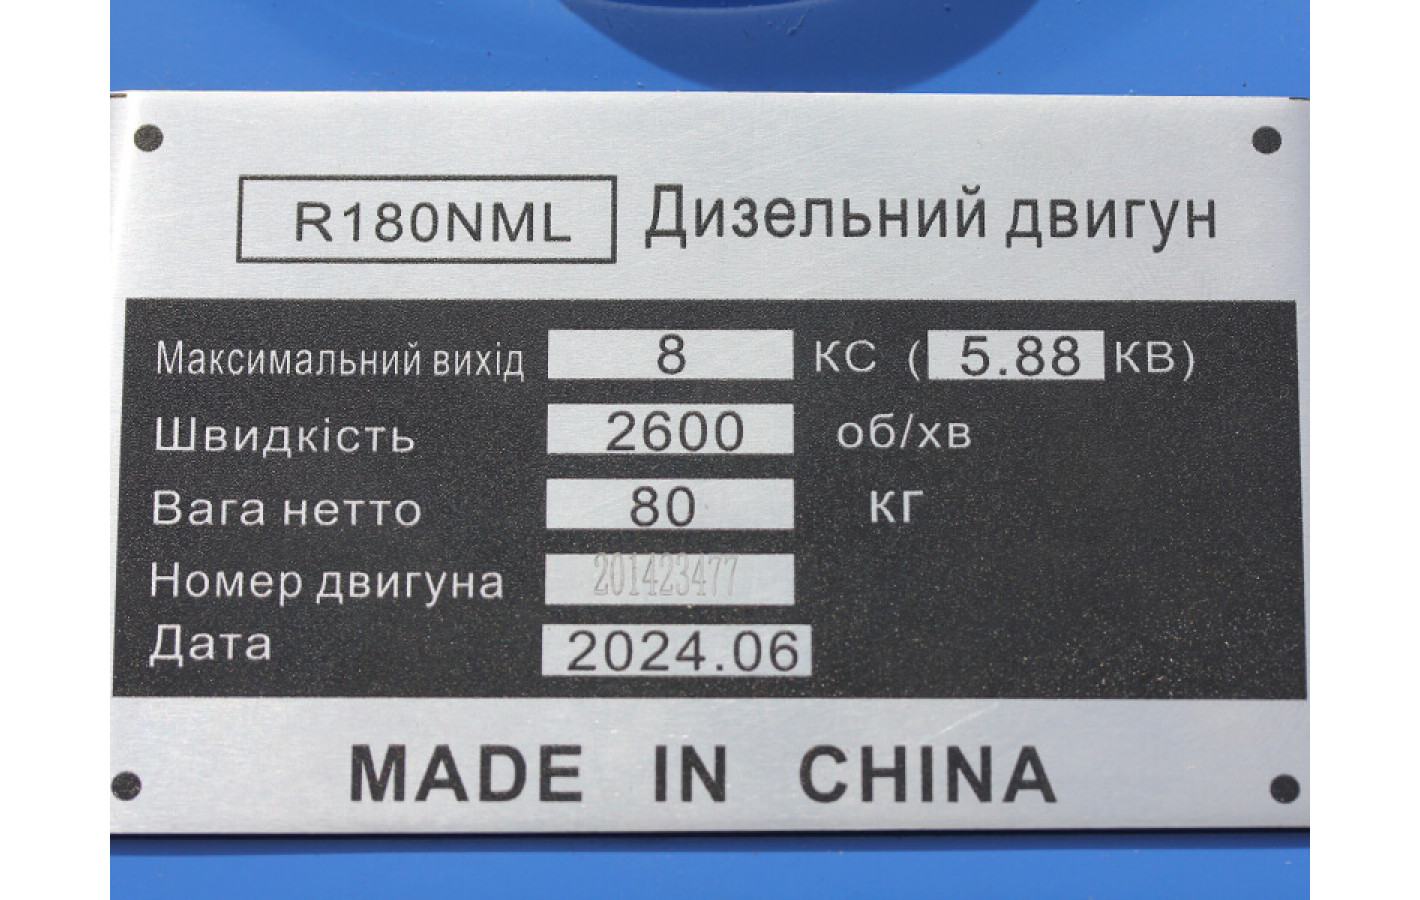 R180NML Дизельний двигун
Максимальний вихід 8 КС ( 5.88 КВ)
Швидкість 2600 об/хв
Вага нетто 80 КГ
Номер двигуна 201423477
Дата 2024.06
MADE IN CHINA